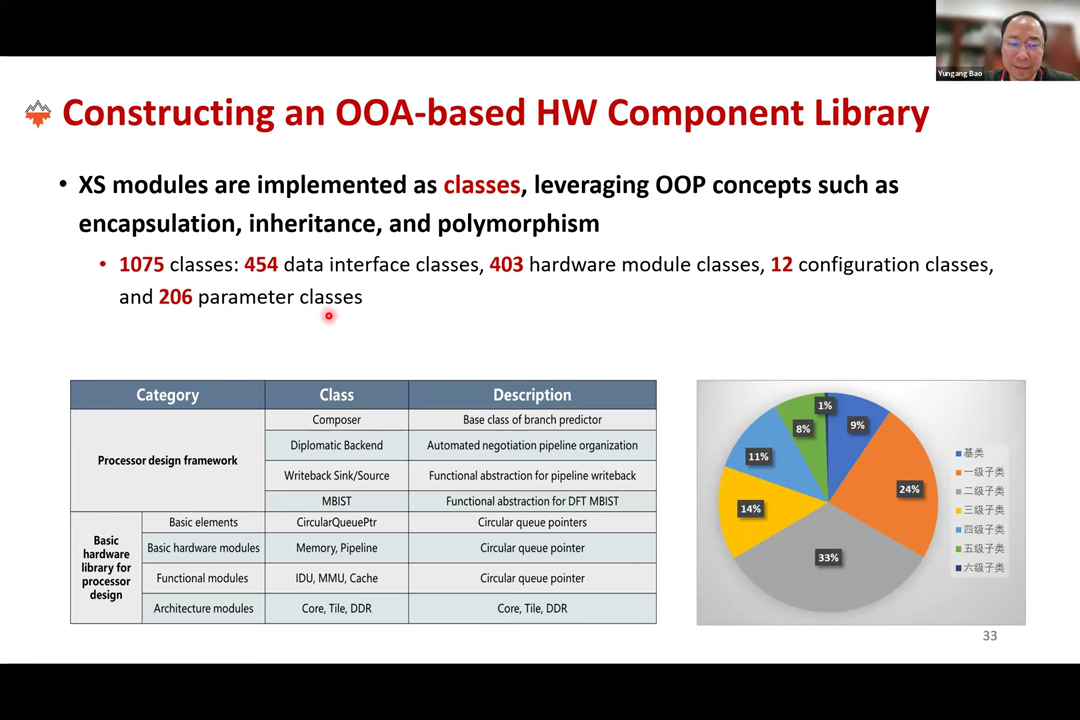 Yungang Bao
Constructing an OOA-based HW Component Library
• XS modules are implemented as classes, leveraging OOP concepts such as
encapsulation, inheritance, and polymorphism
• 1075 classes: 454 data interface classes, 403 hardware module classes, 12 configuration classes,
and 206 parameter classes
Category Class Description
Processor design framework
Composer Base class of branch predictor
Diplomatic Backend Automated negotiation pipeline organization
Writeback Sink/Source Functional abstraction for pipeline writeback
MBIST Functional abstraction for DFT MBIST
Basic
hardware
library for
processor
design
Basic elements CircularQueuePtr Circular queue pointers
Basic hardware modules Memory, Pipeline Circular queue pointer
Functional modules IDU, MMU, Cache Circular queue pointer
Architecture modules Core, Tile, DDR Core, Tile, DDR
1%
9%
8%
11%
24%
14%
33%
基类
一级子类
二级子类
三级子类
四级子类
五级子类
六级子类
33